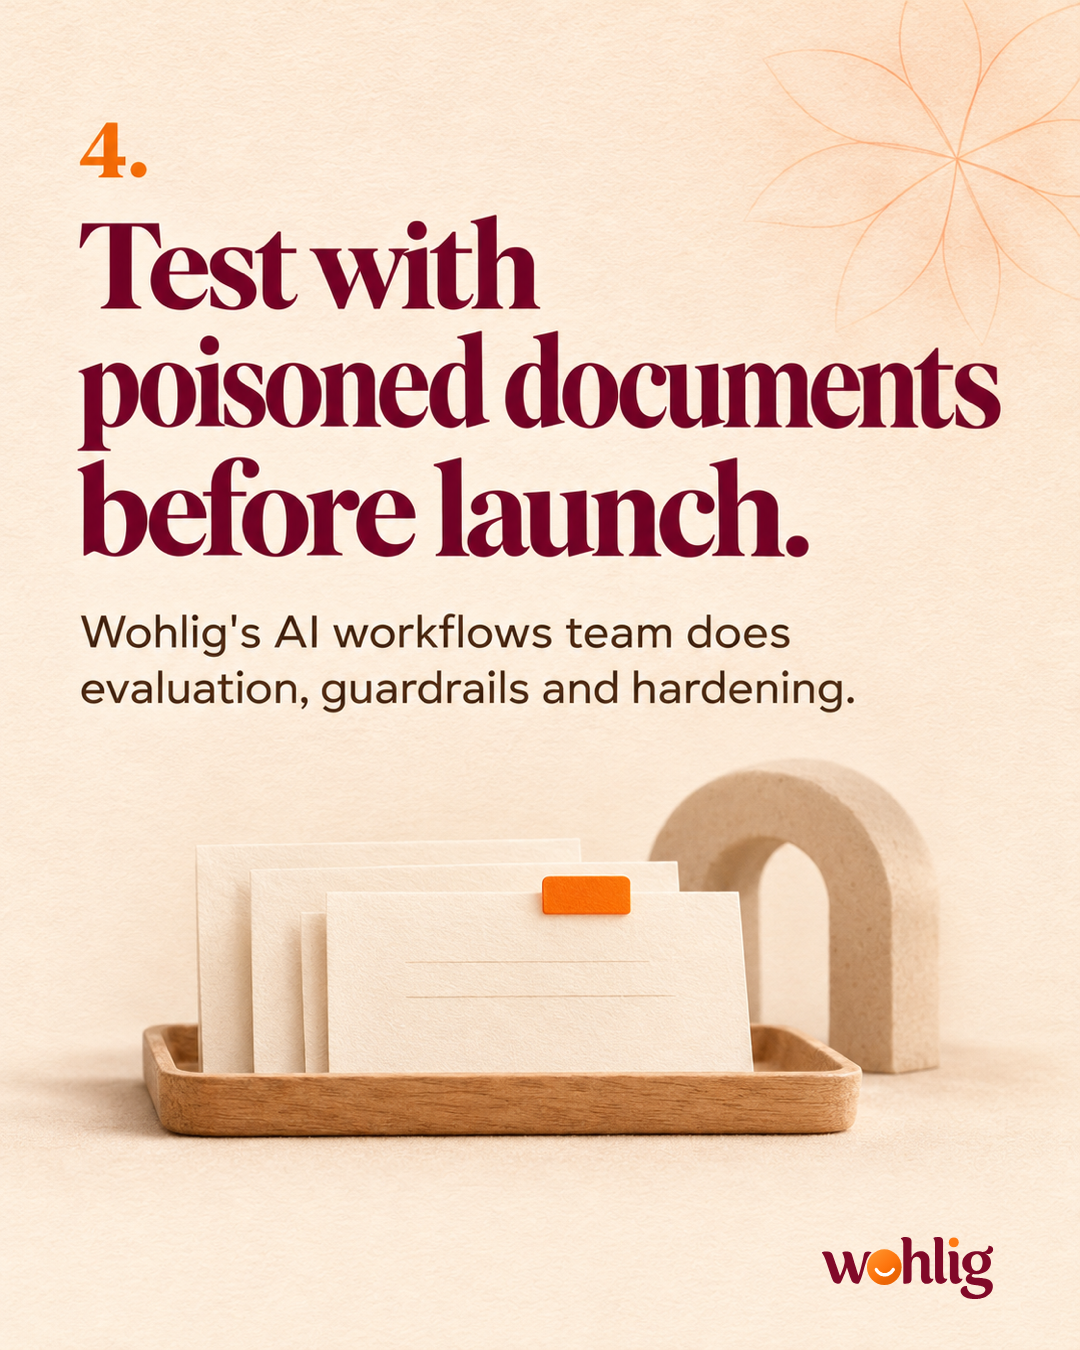 4.
Test with
poisoned documents
before launch.
Wohlig's AI workflows team does
evaluation, guardrails and hardening.
wohlig